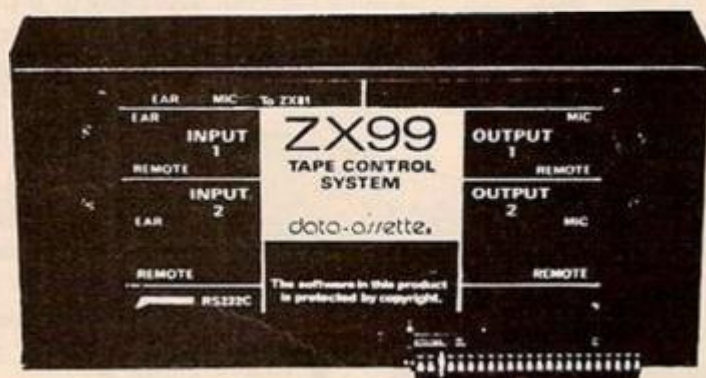 EAR MIC To ZX81
EAR
INPUT
1
REMOTE
INPUT
2
EAR
REMOTE
RS232C
ZX99
TAPE CONTROL
SYSTEM
data-assette
The software in this product
is protected by copyright.
MIC
OUTPUT
1
REMOTE
OUTPUT
2
MIC
REMOTE